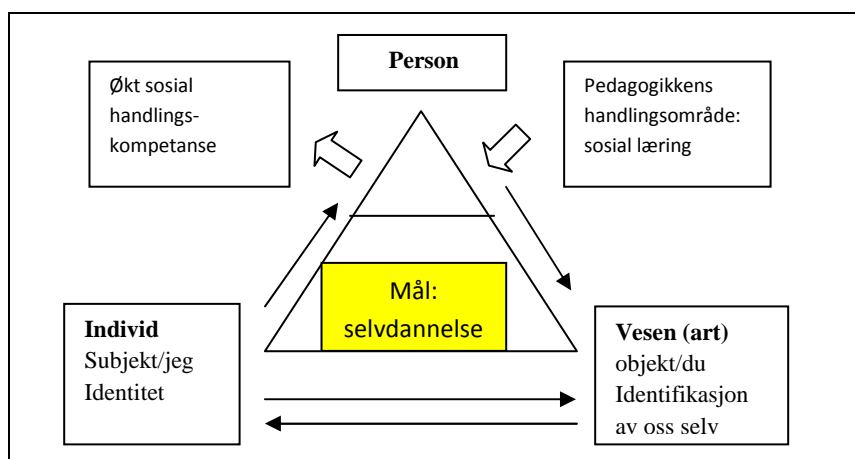 Person
Økt sosial
handlings-
kompetanse
Pedagogikkens
handlingsområde:
sosial læring
Mål:
selvdannelse
Individ
Subjekt/jeg
Identitet
Vesen (art)
objekt/du
Identifikasjon
av oss selv